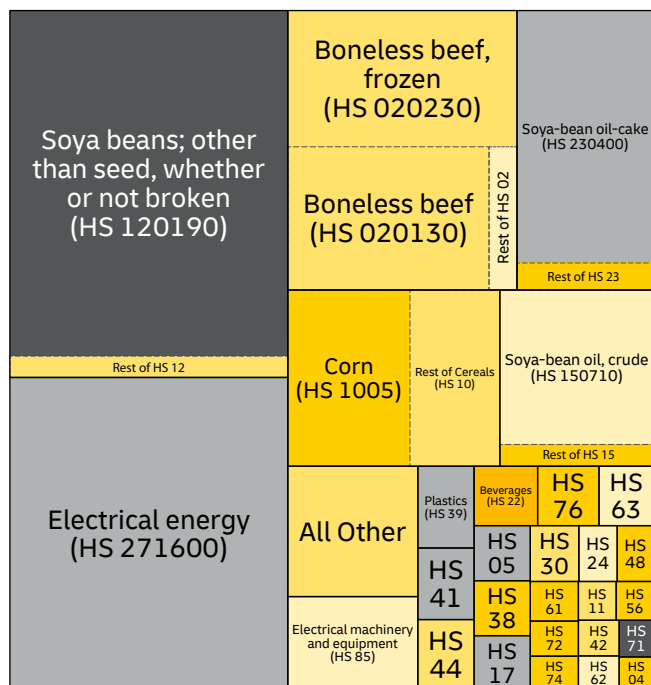 Soya beans; other
than seed, whether
or not broken
(HS 120190)
Rest of HS 12
Electrical energy
(HS 271600)
Boneless beef,
frozen
(HS 020230)
Boneless beef
(HS 020130)
Rest of HS 02
Soya-bean oil-cake
(HS 230400)
Rest of HS 23
Corn
(HS 1005)
Rest of Cereals
(HS 10)
Soya-bean oil, crude
(HS 150710)
Rest of HS 15
All Other
Electrical machinery
and equipment
(HS 85)
Plastics
(HS 39)
HS
41
HS
44
Beverages
(HS 22)
HS
05
HS
38
HS
17
HS
76
HS
63
HS
30
HS
24
HS
48
HS
61
HS
11
HS
56
HS
72
HS
42
HS
71
HS
74
HS
62
HS
04